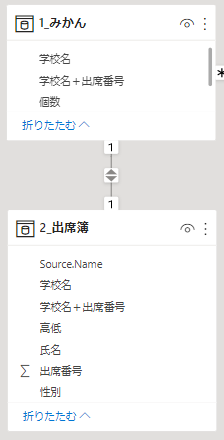 1_みかん
学校名
学校名＋出席番号
個数
折りたたむ
*
1
1
2_出席簿
Source.Name
学校名
学校名＋出席番号
高低
氏名
∑ 出席番号
性別
折りたたむ